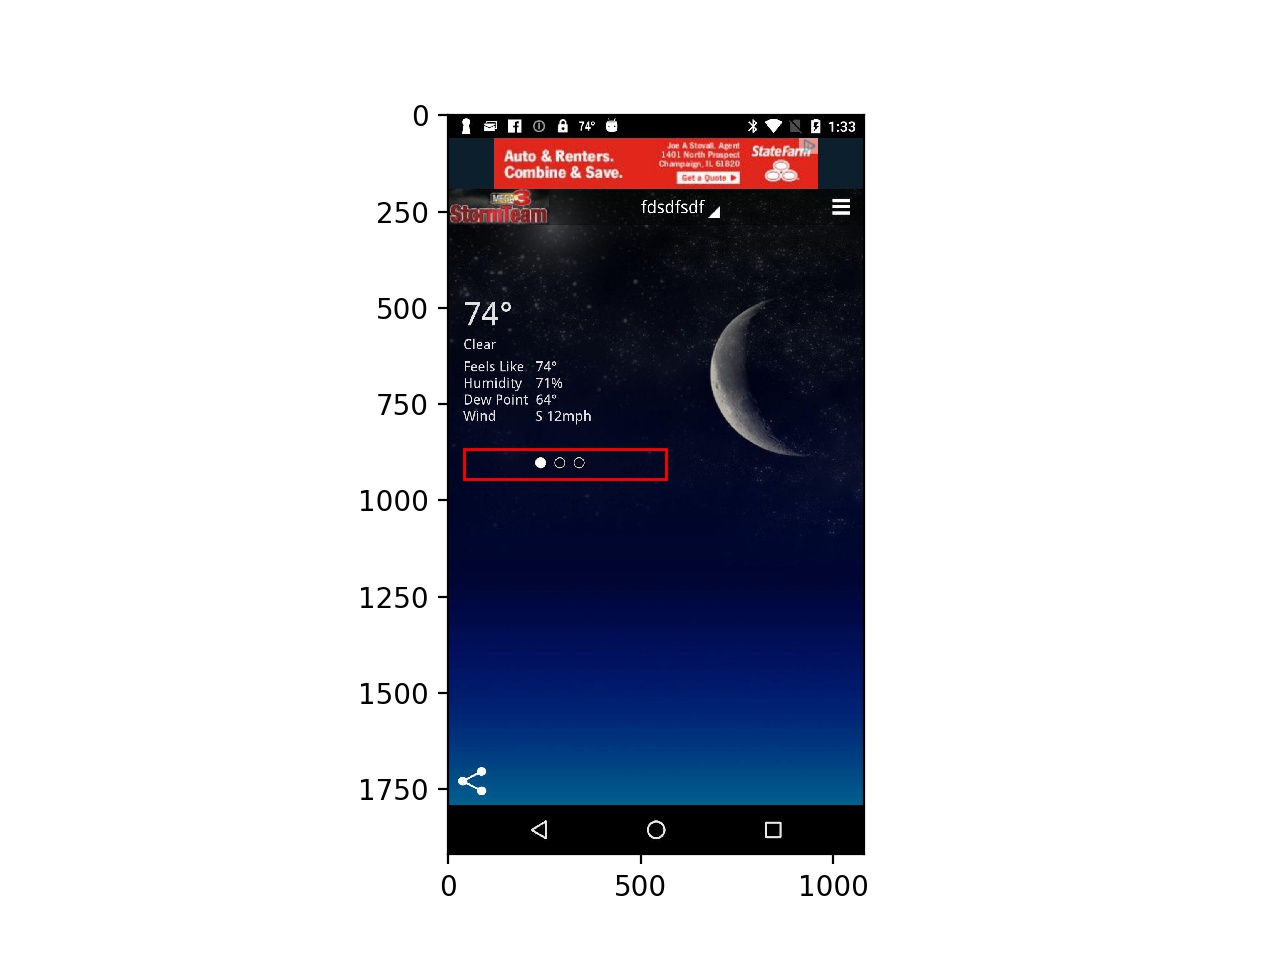 0
250
500
750
1000
1250
1500
1750
0 500 1000
74° 1:33
Auto & Renters.
Combine & Save.
Joe A Stovall, Agent
1401 North Prospect
Champaign, IL 61820
Get a Quote
StateFarm
3
StormTeam
fdsdfsdf
74°
Clear
Feels Like 74°
Humidity 71%
Dew Point 64°
Wind S 12mph